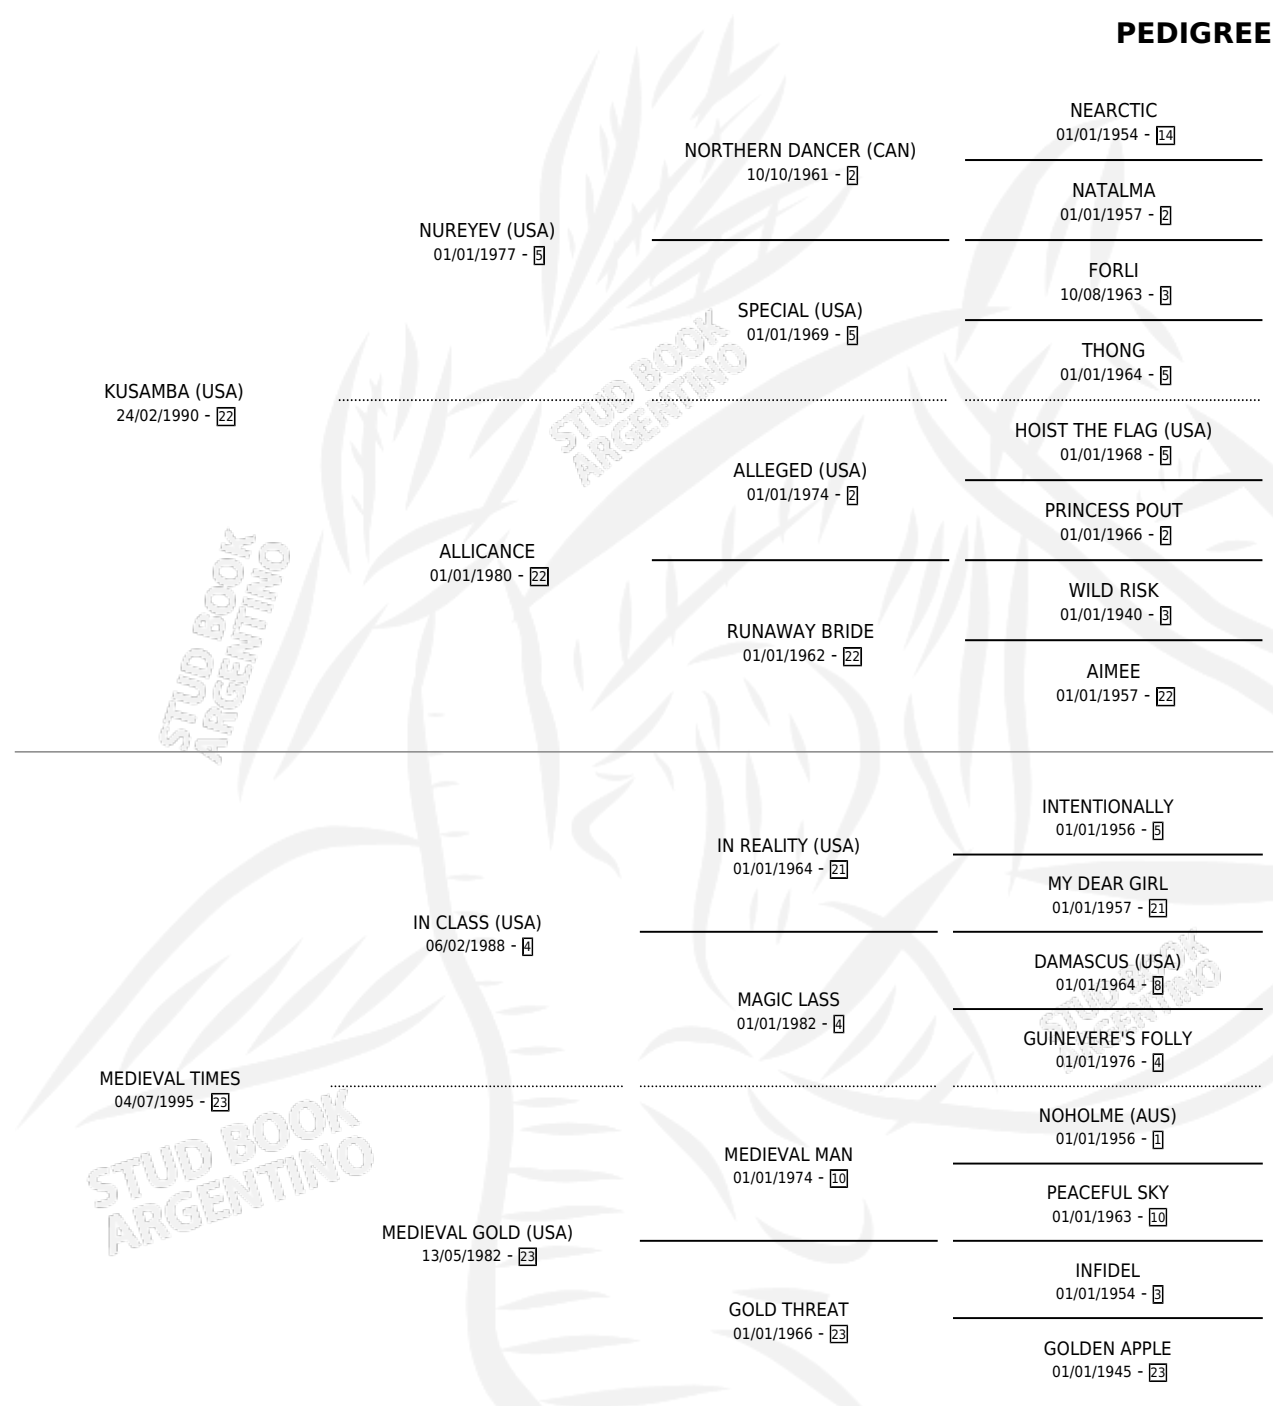 PEDIGREE
NEARCTIC
01/01/1954 - 14
NORTHERN DANCER (CAN)
10/10/1961 - 2
NATALMA
01/01/1957 - 2
NUREYEV (USA)
01/01/1977 - 5
FORLI
10/08/1963 - 3
SPECIAL (USA)
01/01/1969 - 5
THONG
01/01/1964 - 5
KUSAMBA (USA)
24/02/1990 - 22
HOIST THE FLAG (USA)
01/01/1968 - 5
ALLEGED (USA)
01/01/1974 - 2
PRINCESS POUT
01/01/1966 - 2
ALLICANCE
01/01/1980 - 22
WILD RISK
01/01/1940 - 3
RUNAWAY BRIDE
01/01/1962 - 22
AIMEE
01/01/1957 - 22
INTENTIONALLY
01/01/1956 - 5
IN REALITY (USA)
01/01/1964 - 21
MY DEAR GIRL
01/01/1957 - 21
IN CLASS (USA)
06/02/1988 - 4
DAMASCUS (USA)
01/01/1964 - 8
MAGIC LASS
01/01/1982 - 4
GUINEVERE'S FOLLY
01/01/1976 - 4
MEDIEVAL TIMES
04/07/1995 - 23
NOHOLME (AUS)
01/01/1956 - 1
MEDIEVAL MAN
01/01/1974 - 10
PEACEFUL SKY
01/01/1963 - 10
MEDIEVAL GOLD (USA)
13/05/1982 - 23
INFIDEL
01/01/1954 - 3
GOLD THREAT
01/01/1966 - 23
GOLDEN APPLE
01/01/1945 - 23
STUD BOOK
ARGENTINO
STUD BOOK
ARGENTINO
STUD BOOK
ARGENTINO
STUD BOOK
ARGENTINO